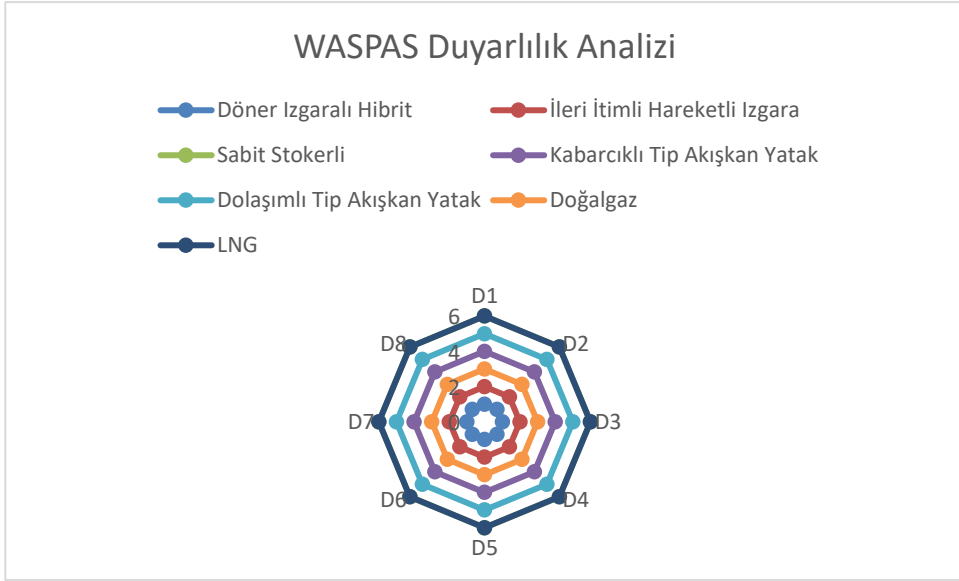 WASPAS Duyarlılık Analizi
Döner Izgaralı Hibrit
İleri İtimli Hareketli Izgara
Sabit Stokerli
Kabarcıklı Tip Akışkan Yatak
Dolaşımlı Tip Akışkan Yatak
Doğalgaz
LNG
D1
6
D8
D2
4
2
D7
0
D3
D6
D4
D5